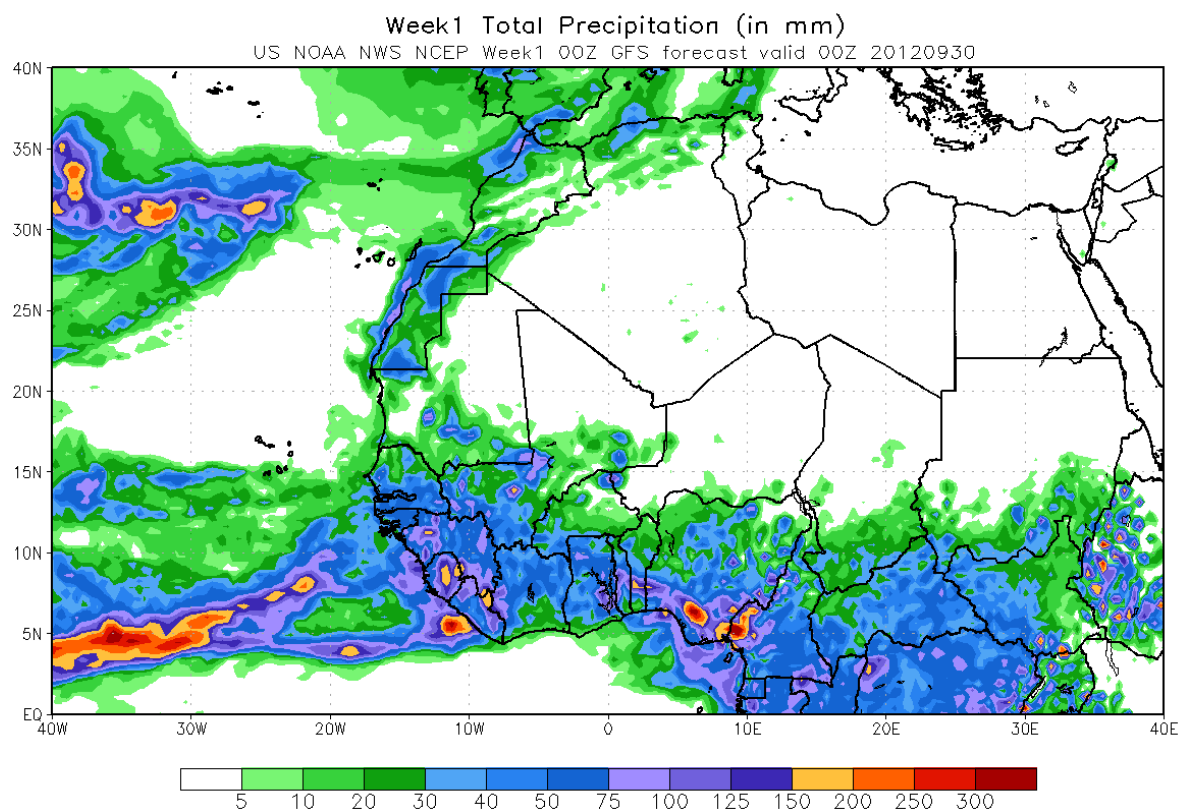 Week1 Total Precipitation (in mm)
US NOAA NWS NCEP Week1 00Z GFS forecast valid 00Z 20120930
40N
35N
30N
25N
20N
15N
10N
5N
EQ
40W 30W 20W 10W 0 10E 20E 30E 40E
5 10 20 30 40 50 75 100 125 150 200 250 300